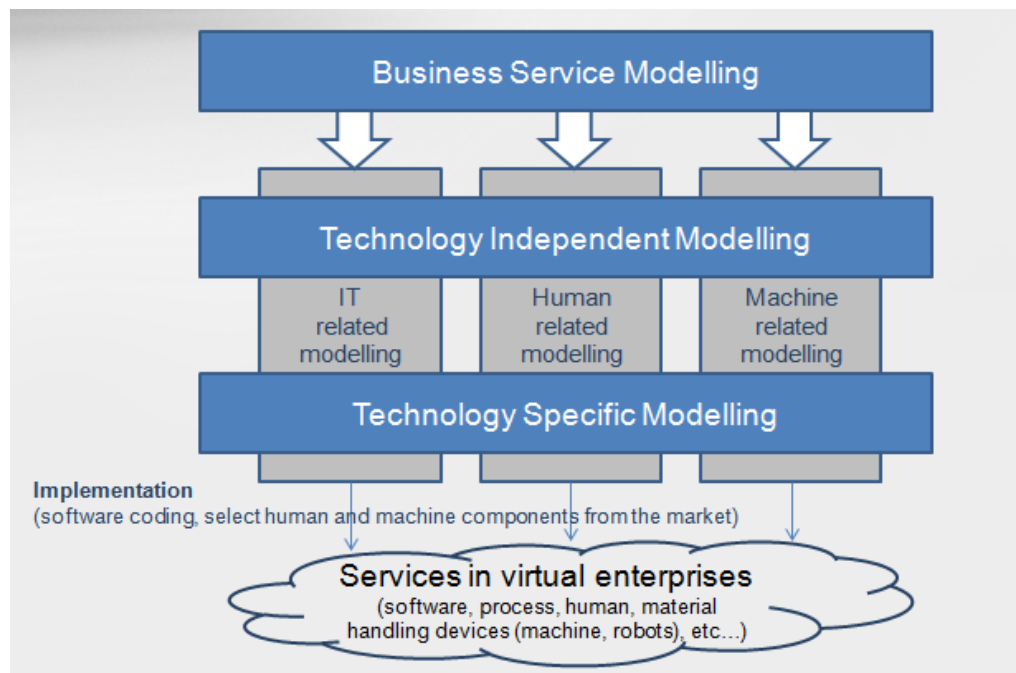 Business Service Modelling
Technology Independent Modelling
IT
related
modelling
Human
related
modelling
Machine
related
modelling
Technology Specific Modelling
Implementation
(software coding, select human and machine components from the market)
Services in virtual enterprises
(software, process, human, material
handling devices (machine, robots), etc...)